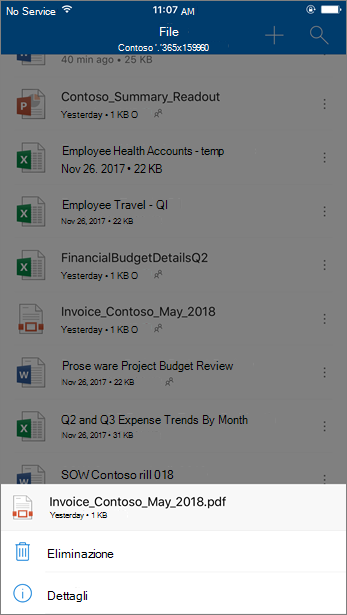 No Service 11:07 AM
File
Contoso '.'365x159960
40 min ago • 25 KB
Contoso_Summary_Readout
Yesterday • 1 KB O
Employee Health Accounts - temp
Nov 26. 2017 • 22 KB
Employee Travel - QI
Nov 26, 2017 • 22 KB
FinancialBudgetDetailsQ2
Yesterday • 1 KB O
Invoice_Contoso_May_2018
Yesterday • 1 KB O
Prose ware Project Budget Review
Nov 26, 2017 • 22 KB
Q2 and Q3 Expense Trends By Month
Nov 26, 2017 • 31 KB
SOW Contoso rill 018
Invoice_Contoso_May_2018.pdf
Yesterday • 1 KB
Eliminazione
Dettagli